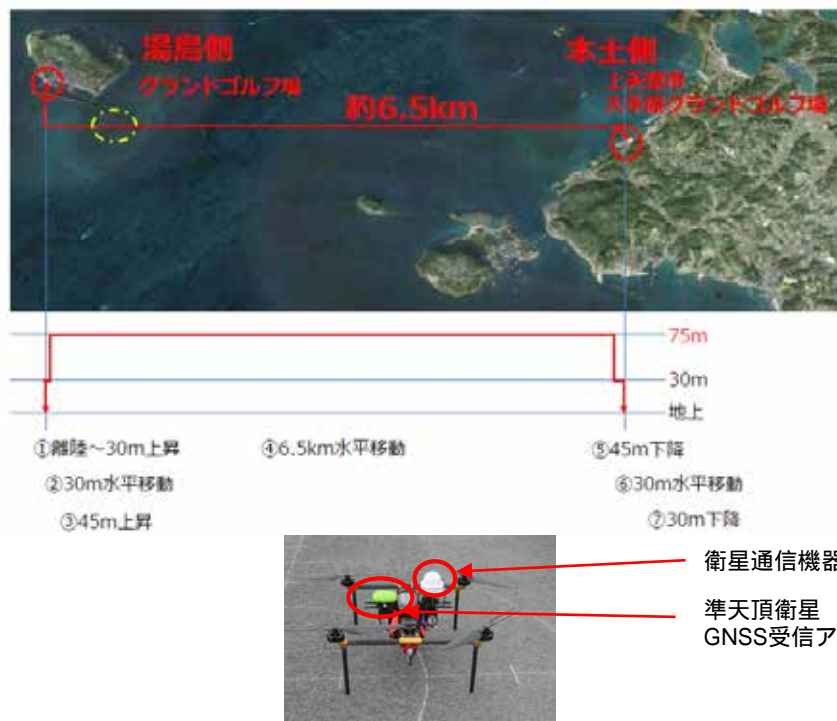 湯島側
グランドゴルフ場
本土側
上天草市
大平原グランドゴルフ場
約6.5km
75m
30m
地上
①離陸～30m上昇
②30m水平移動
③45m上昇
④6.5km水平移動
⑤45m下降
⑥30m水平移動
⑦30m下降
衛星通信機器
準天頂衛星
GNSS受信ア